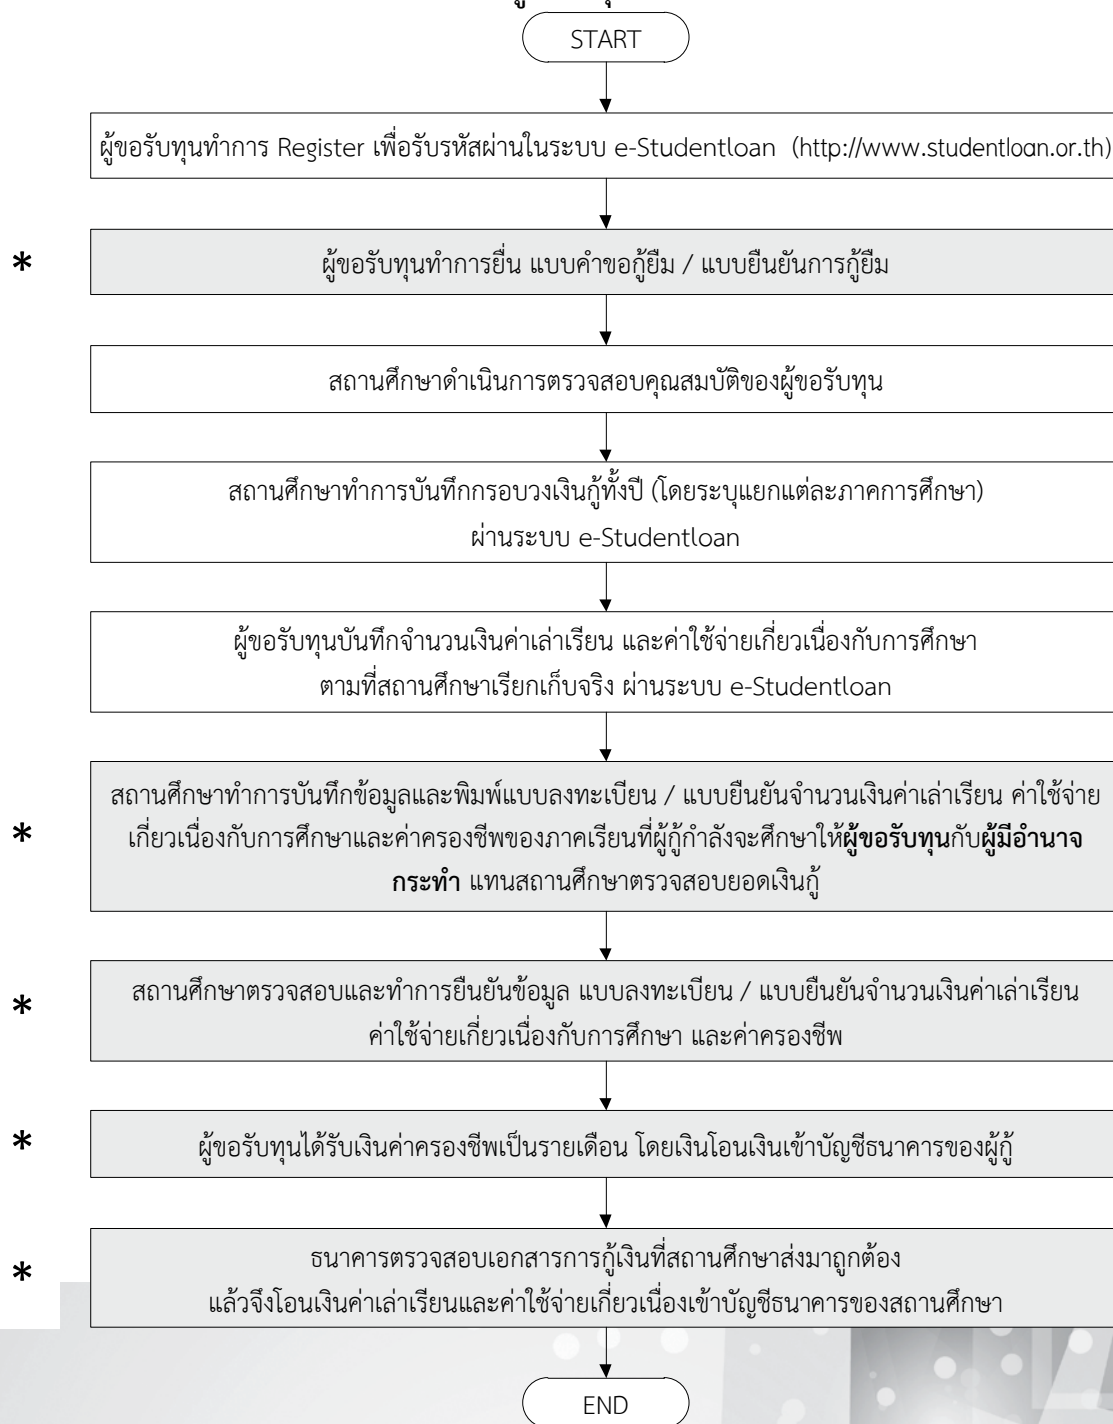 START
ผู้ขอรับทุนทำการ Register เพื่อรับรหัสผ่านในระบบ e-Studentloan (http://www.studentloan.or.th)
* ผู้ขอรับทุนทำการยื่น แบบคำขอกู้ยืม / แบบยืนยันการกู้ยืม
สถานศึกษาดำเนินการตรวจสอบคุณสมบัติของผู้ขอรับทุน
สถานศึกษาทำการบันทึกกรอบวงเงินกู้ทั้งปี (โดยระบุแยกแต่ละภาคการศึกษา)
ผ่านระบบ e-Studentloan
ผู้ขอรับทุนบันทึกจำนวนเงินค่าเล่าเรียน และค่าใช้จ่ายเกี่ยวเนื่องกับการศึกษา
ตามที่สถานศึกษาเรียกเก็บจริง ผ่านระบบ e-Studentloan
สถานศึกษาทำการบันทึกข้อมูลและพิมพ์แบบลงทะเบียน / แบบยืนยันจำนวนเงินค่าเล่าเรียน ค่าใช้จ่าย
* เกี่ยวเนื่องกับการศึกษาและค่าครองชีพของภาคเรียนที่ผู้กู้กำลังจะศึกษาให้ผู้ขอรับทุนกับผู้มีอำนาจ
กระทำ แทนสถานศึกษาตรวจสอบยอดเงินกู้
* สถานศึกษาตรวจสอบและทำการยืนยันข้อมูล แบบลงทะเบียน / แบบยืนยันจำนวนเงินค่าเล่าเรียน
ค่าใช้จ่ายเกี่ยวเนื่องกับการศึกษา และค่าครองชีพ
* ผู้ขอรับทุนได้รับเงินค่าครองชีพเป็นรายเดือน โดยเงินโอนเงินเข้าบัญชีธนาคารของผู้กู้
* ธนาคารตรวจสอบเอกสารการกู้เงินที่สถานศึกษาส่งมาถูกต้อง
แล้วจึงโอนเงินค่าเล่าเรียนและค่าใช้จ่ายเกี่ยวเนื่องเข้าบัญชีธนาคารของสถานศึกษา
END